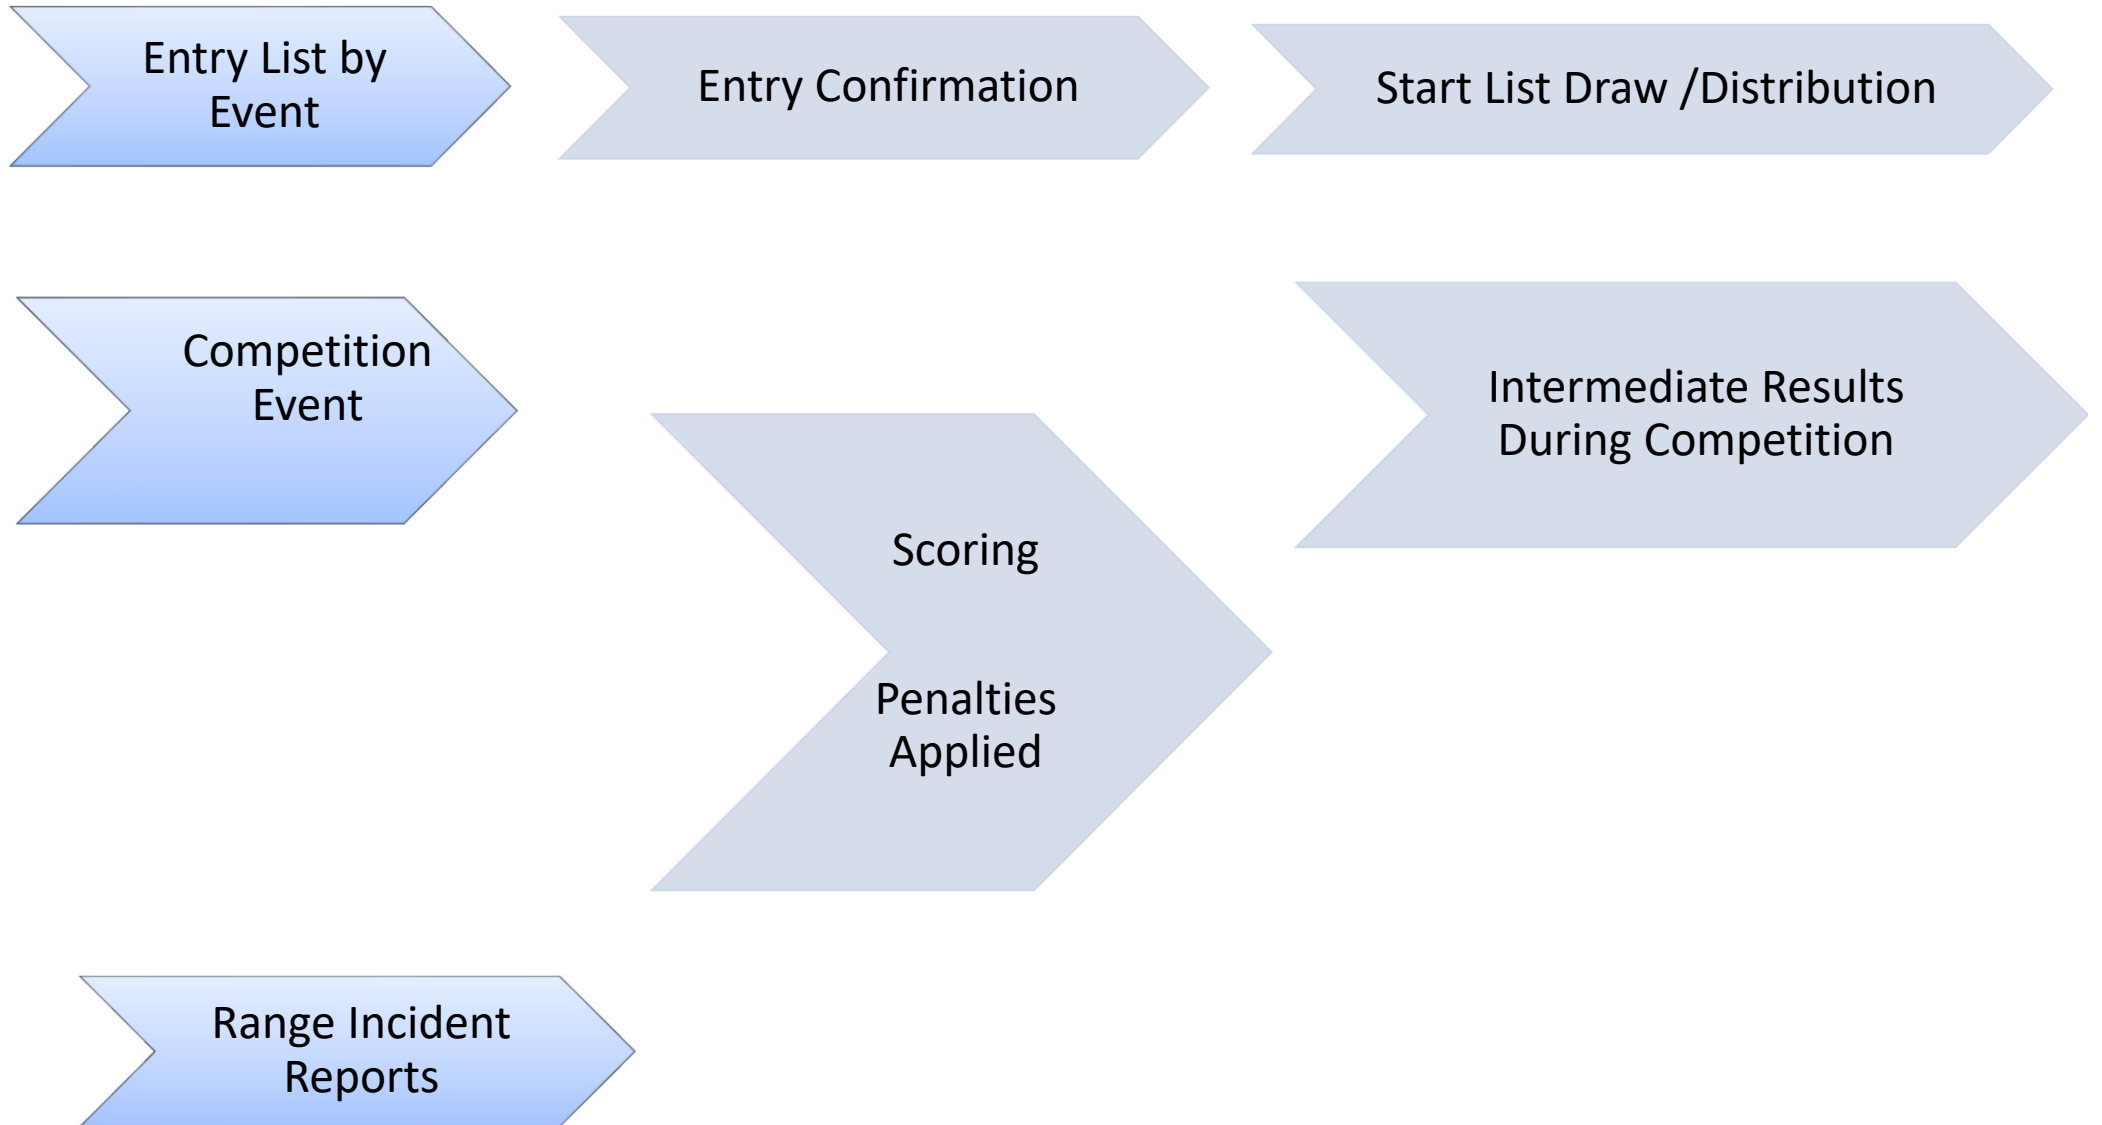 Entry List by
Event
Entry Confirmation
Start List Draw /Distribution
Competition
Event
Scoring
Penalties
Applied
Intermediate Results
During Competition
Range Incident
Reports